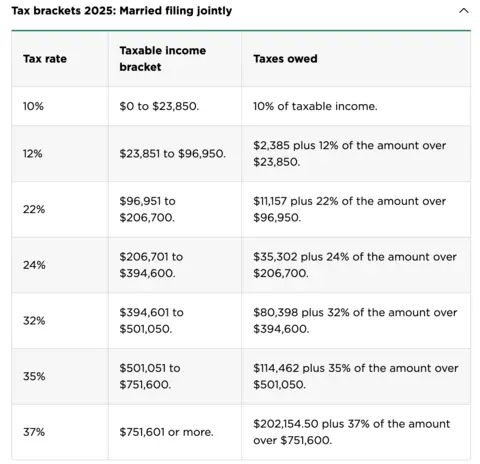 Tax brackets 2025: Married filing jointly
Tax rate
Taxable income
bracket
Taxes owed
10%
$0 to $23,850.
10% of taxable income.
12%
$23,851 to $96,950.
$2,385 plus 12% of the amount over
$23,850.
22%
$96,951 to
$206,700.
$11,157 plus 22% of the amount over
$96,950.
24%
$206,701 to
$394,600.
$35,302 plus 24% of the amount over
$206,700.
32%
$394,601 to
$501,050.
$80,398 plus 32% of the amount over
$394,600.
35%
$501,051 to
$751,600.
$114,462 plus 35% of the amount over
$501,050.
37%
$751,601 or more.
$202,154.50 plus 37% of the amount
over $751,600.